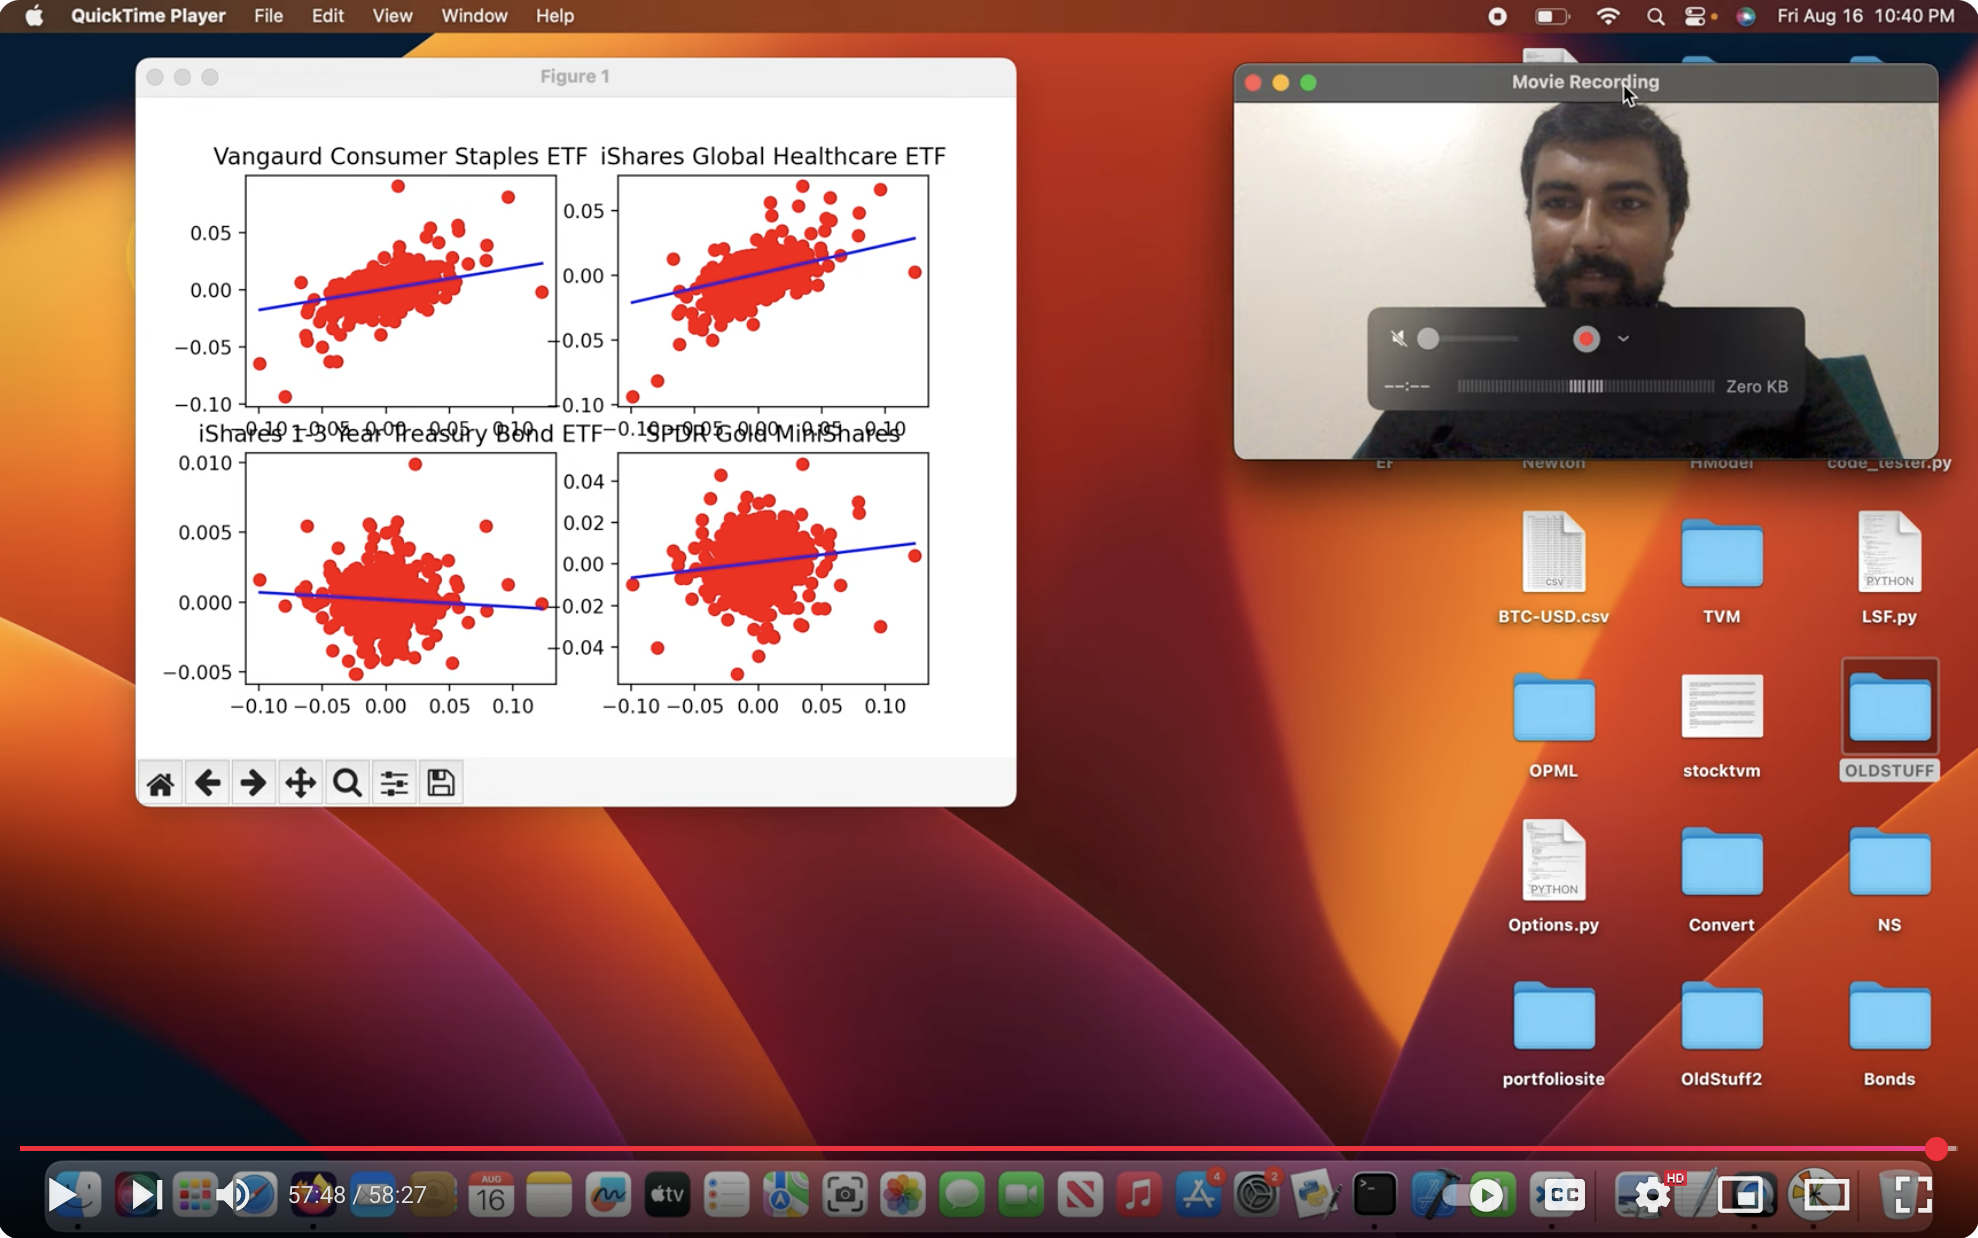 QuickTime Player File Edit View Window Help Fri Aug 16 10:40 PM
Figure 1
Movie Recording
Vangaurd Consumer Staples ETF iShares Global Healthcare ETF
0.05
0.00
−0.05
−0.10
0.05
0.00
−0.05
−0.10
−0.10 −0.05 0.00 0.05 0.10
−0.10 −0.05 0.00 0.05 0.10
iShares 1-3 Year Treasury Bond ETF SPDR Gold MiniShares
0.010
0.005
0.000
−0.005
0.04
0.02
0.00
−0.02
−0.04
−0.10 −0.05 0.00 0.05 0.10
−0.10 −0.05 0.00 0.05 0.10
--:-- Zero KB
EF Newton HModel code_tester.py
CSV PYTHON
BTC-USD.csv TVM LSF.py
OPML stocktvm OLDSTUFF
PYTHON
Options.py Convert NS
portfoliosite OldStuff2 Bonds
57:48 / 58:27
AUG
16
tv
4
2
CC
HD